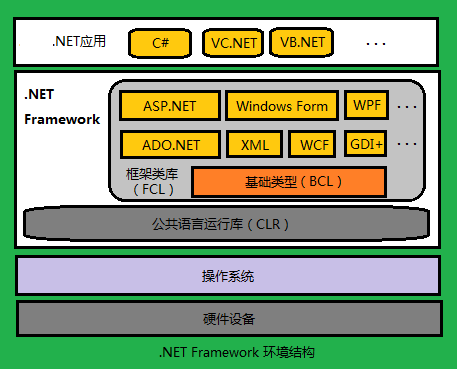 .NET应用 C# VC.NET VB.NET ...
.NET
Framework
ASP.NET Windows Form WPF ...
ADO.NET XML WCF GDI+ ...
框架类库
（FCL）
基础类型（BCL）
公共语言运行库（CLR）
操作系统
硬件设备
.NET Framework 环境结构